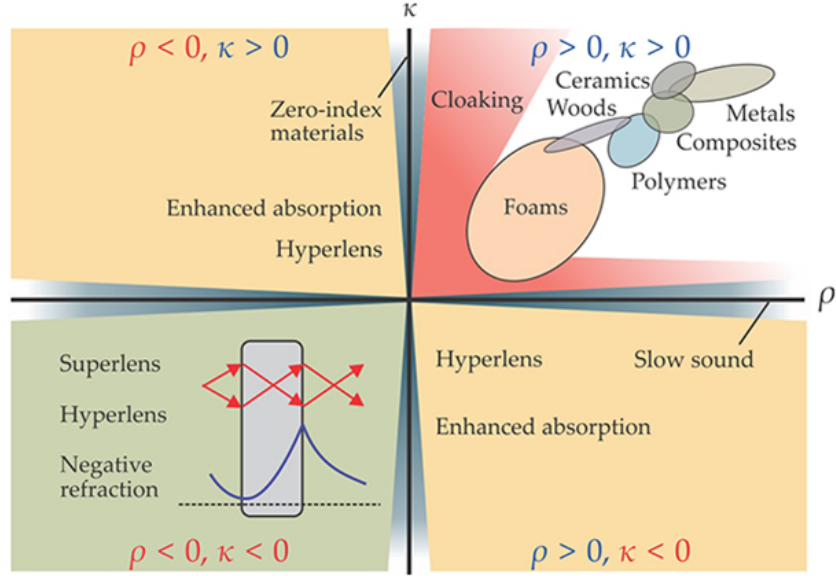 κ
ρ < 0, κ > 0
ρ > 0, κ > 0
Zero-index
materials
Cloaking
Ceramics
Woods
Metals
Composites
Polymers
Enhanced absorption
Foams
Hyperlens
ρ
Superlens
Hyperlens
Negative
refraction
Hyperlens
Slow sound
Enhanced absorption
ρ < 0, κ < 0
ρ > 0, κ < 0